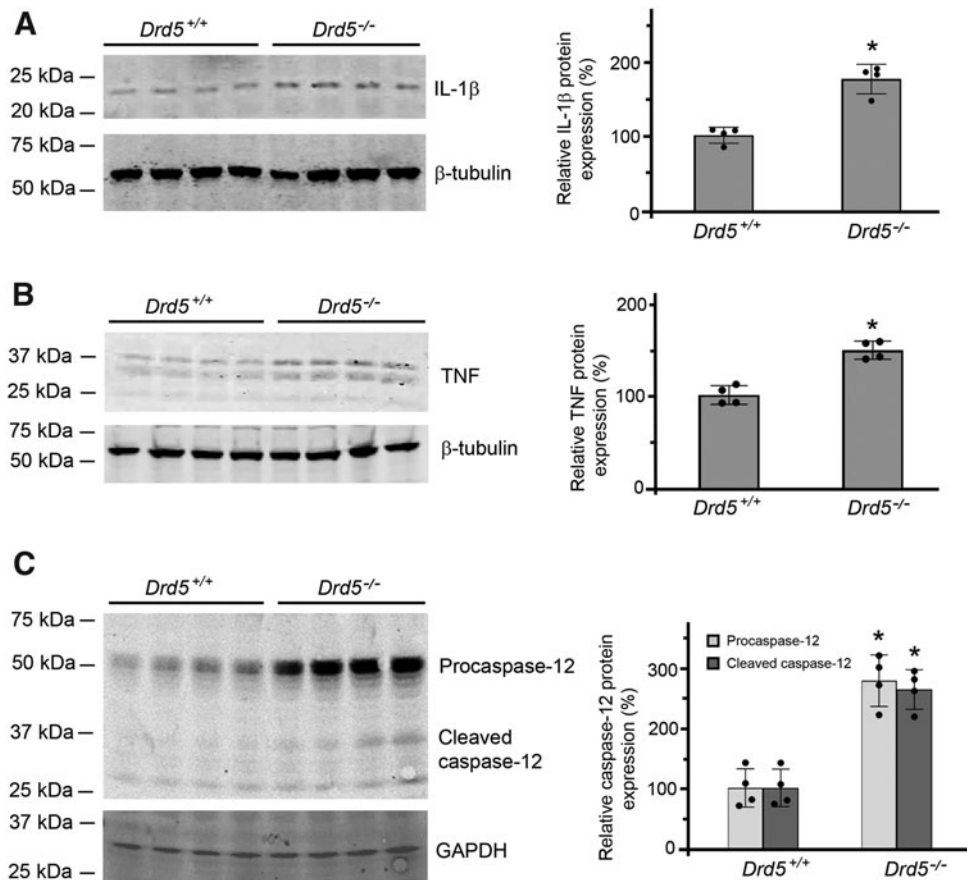 A
Drd5+/+ Drd5-/-
25 kDa
20 kDa
IL-1β
75 kDa
50 kDa
β-tubulin
Relative IL-1β protein
expression (%)
200
100
0
*
Drd5+/+ Drd5-/-
B
Drd5+/+ Drd5-/-
37 kDa
25 kDa
TNF
75 kDa
50 kDa
β-tubulin
Relative TNF protein
expression (%)
200
100
0
*
Drd5+/+ Drd5-/-
C
Drd5+/+ Drd5-/-
75 kDa
50 kDa
37 kDa
25 kDa
Procaspase-12
Cleaved
caspase-12
37 kDa
25 kDa
GAPDH
Relative caspase-12 protein
expression (%)
Procaspase-12
Cleaved caspase-12
300
200
100
0
* *
Drd5+/+ Drd5-/-